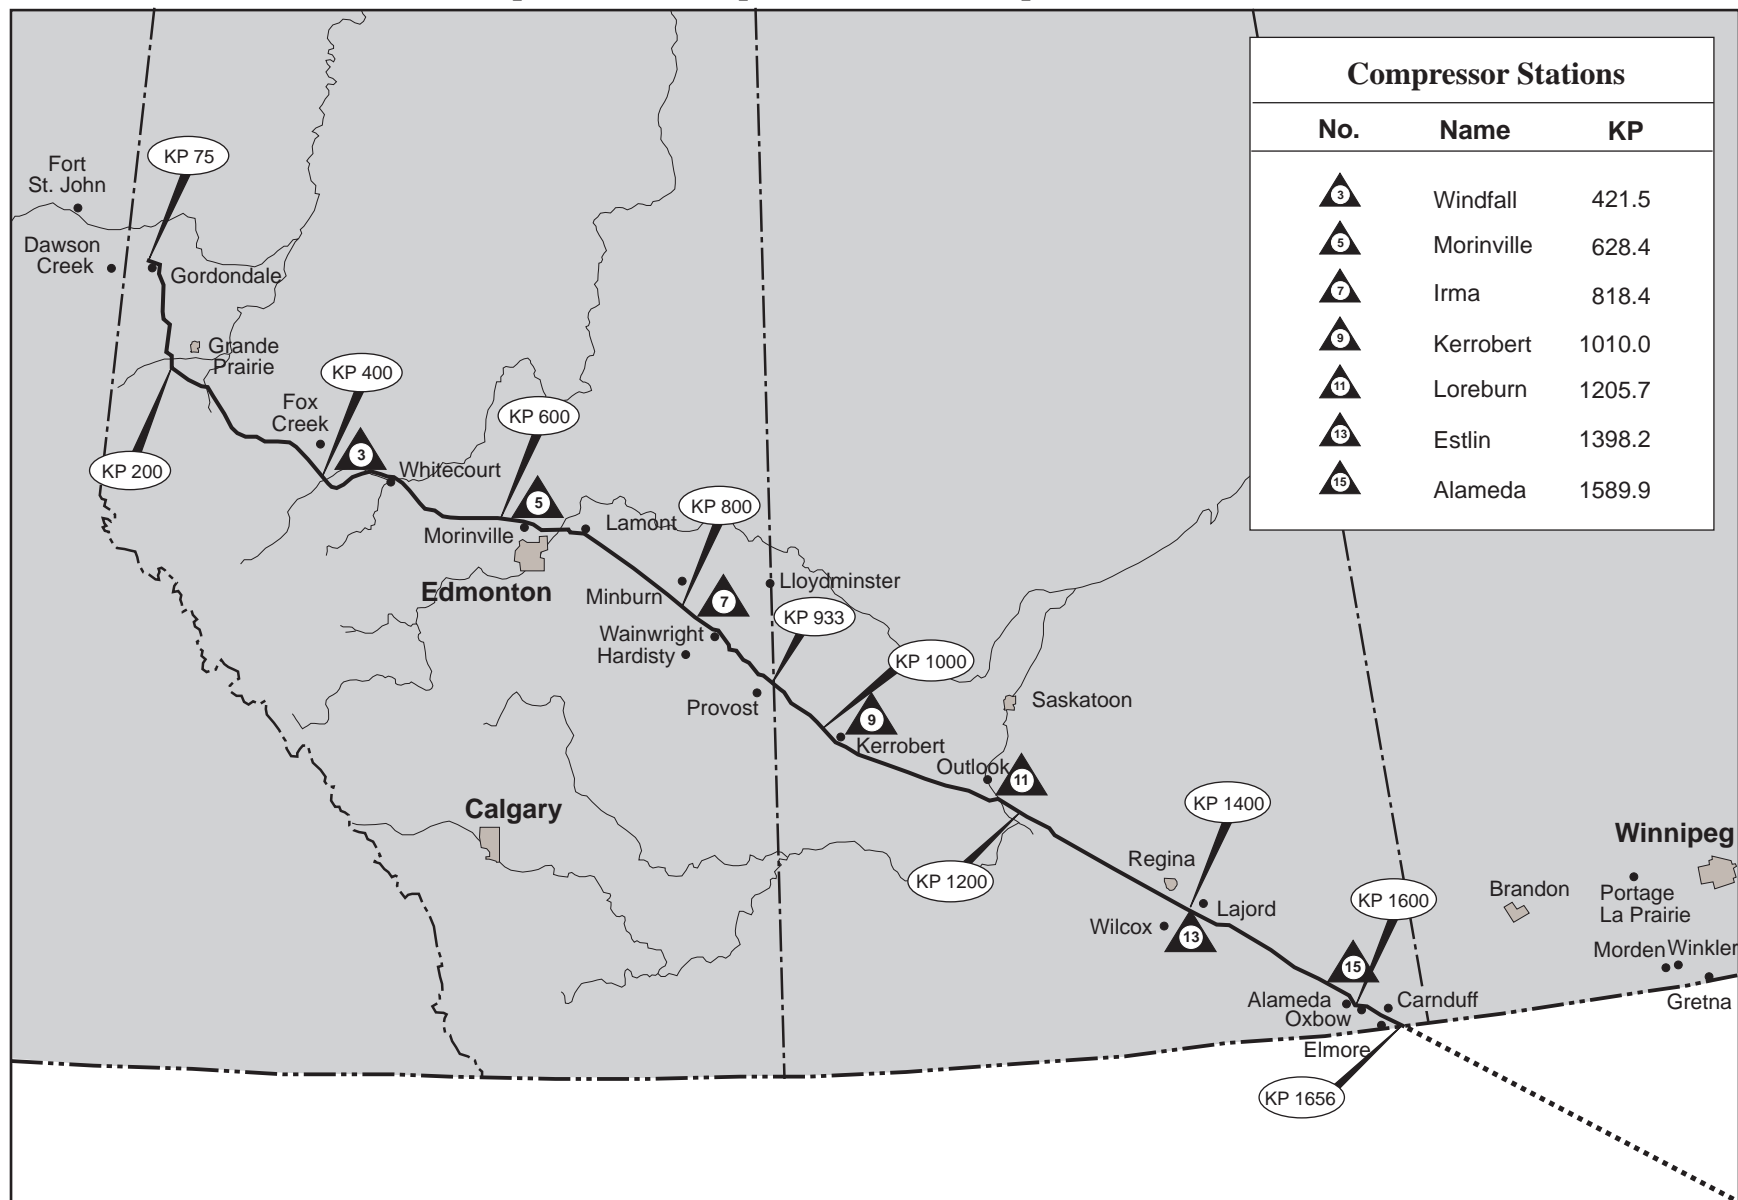 Compressor Stations
No. Name KP
3 Windfall 421.5
5 Morinville 628.4
7 Irma 818.4
9 Kerrobert 1010.0
11 Loreburn 1205.7
13 Estlin 1398.2
15 Alameda 1589.9
KP 75
Fort
St. John
Dawson
Creek
Gordondale
Grande
Prairie
KP 400
Fox
Creek
KP 600
KP 200
3
Whitecourt
5
KP 800
Morinville
Lamont
Edmonton
Lloydminster
Minburn
7
KP 933
Wainwright
Hardisty
KP 1000
Provost
Saskatoon
9
Kerrobert
Outlook
11
Calgary
KP 1400
Winnipeg
Regina
KP 1200
Brandon
Portage
La Prairie
KP 1600
Lajord
Wilcox
13
Morden
Winkler
15
Alameda
Carnduff
Gretna
Oxbow
Elmore
KP 1656